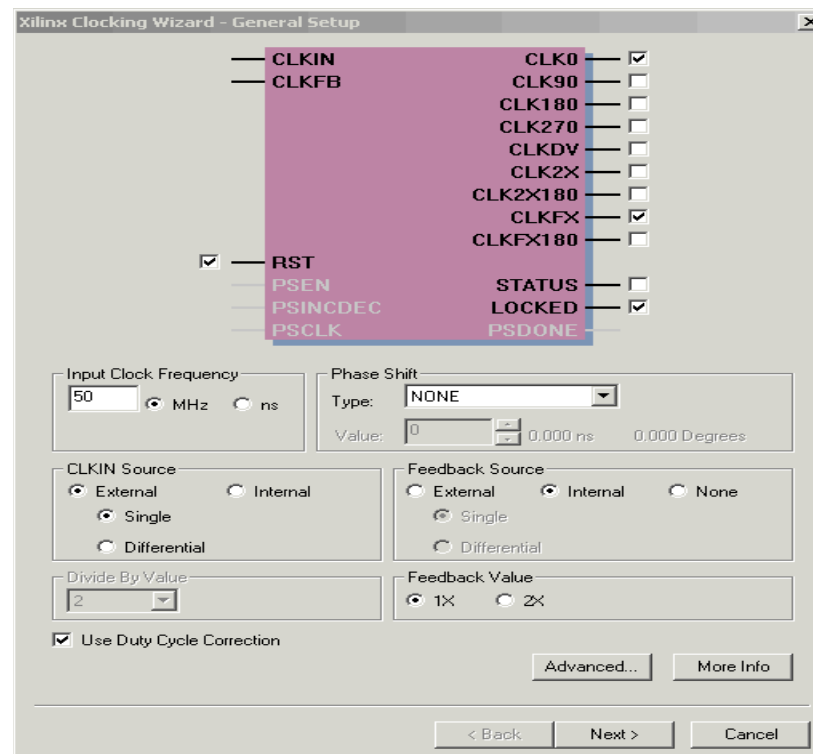 Xilinx Clocking Wizard - General Setup
CLKIN CLK0
CLKFB CLK90
CLK180
CLK270
CLKDV
CLK2X
CLK2X180
CLKFX
CLKFX180
RST
PSEN STATUS
PSINCDEC LOCKED
PSCLK PSDONE
Input Clock Frequency Phase Shift
50 MHz ns Type: NONE
Value: 0 0.000 ns 0.000 Degrees
CLKIN Source Feedback Source
External Internal External Internal None
Single Single
Differential Differential
Divide By Value Feedback Value
2 1X 2X
Use Duty Cycle Correction
Advanced... More Info
< Back Next > Cancel